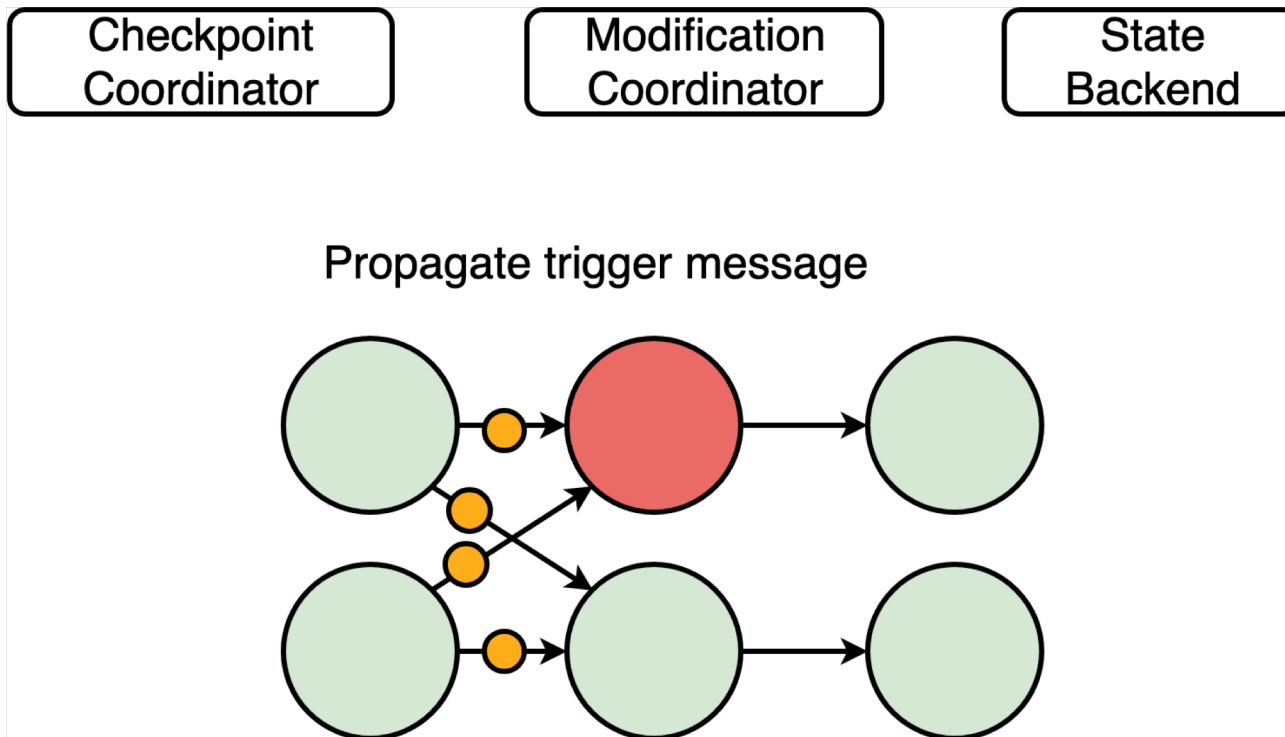 Checkpoint
Coordinator
Modification
Coordinator
State
Backend
Propagate trigger message